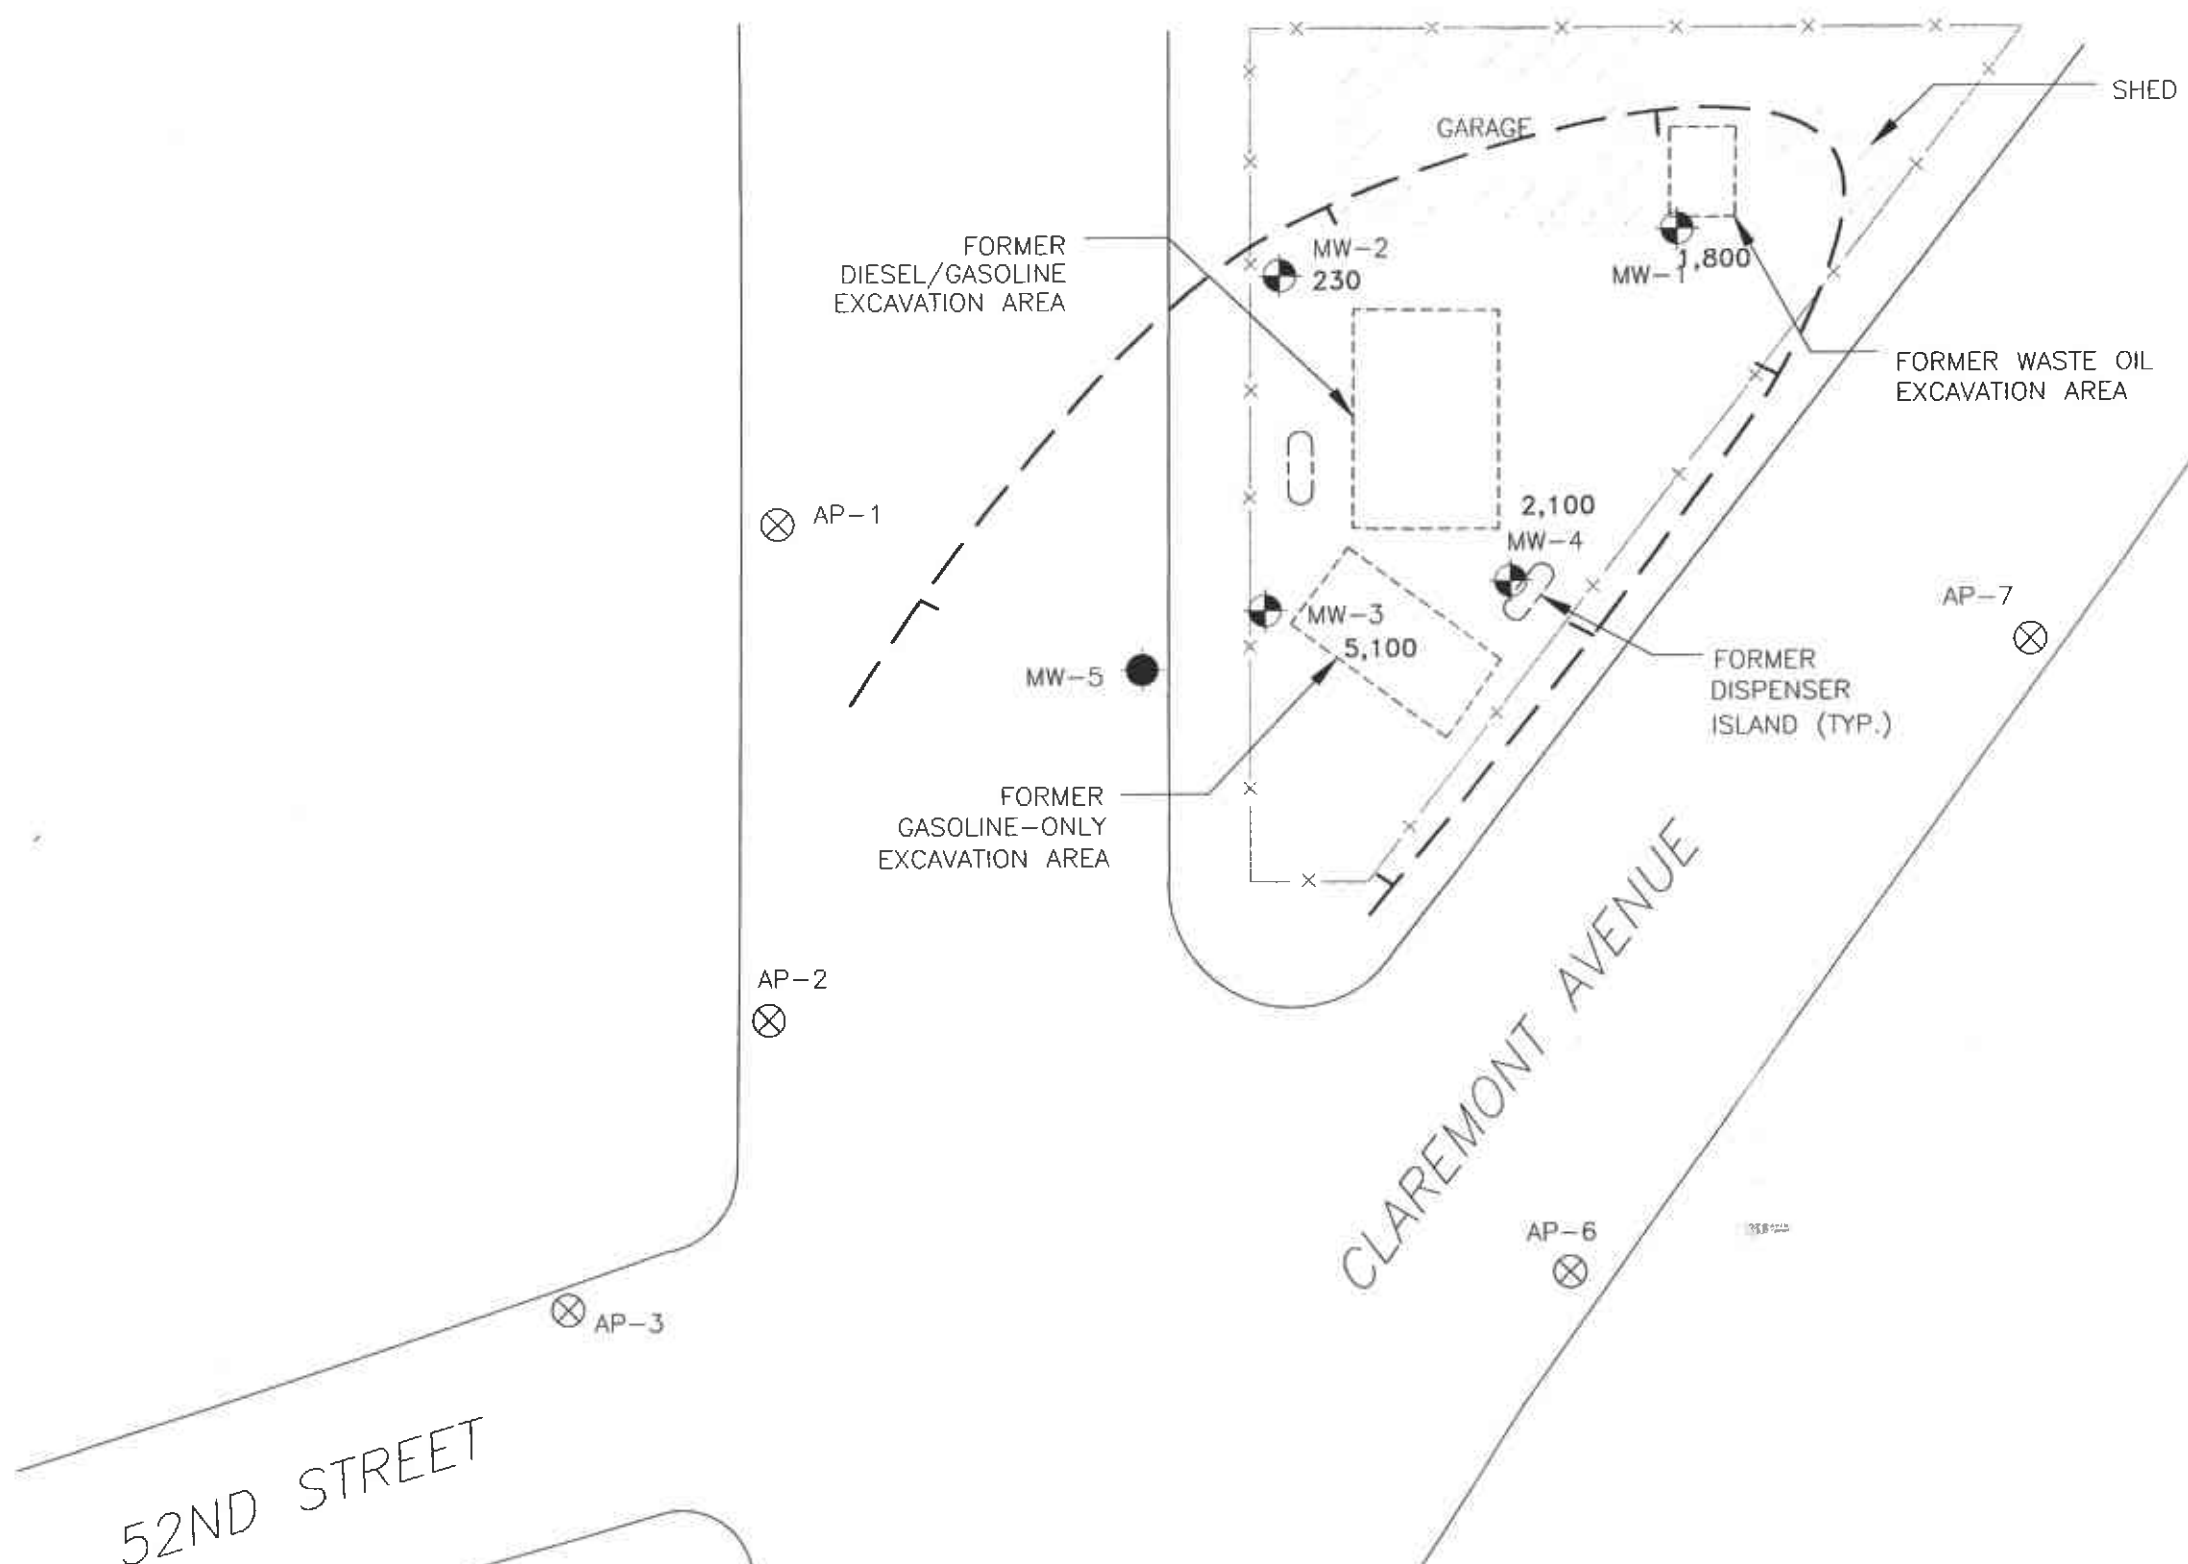 SHED
GARAGE
FORMER
DIESEL/GASOLINE
EXCAVATION AREA
MW-2
230
1,800
MW-1
FORMER WASTE OIL
EXCAVATION AREA
AP-1
2,100
MW-4
AP-7
MW-3
5,100
MW-5
FORMER
DISPENSER
ISLAND (TYP.)
FORMER
GASOLINE-ONLY
EXCAVATION AREA
AP-2
CLAREMONT AVENUE
AP-6
AP-3
52ND STREET